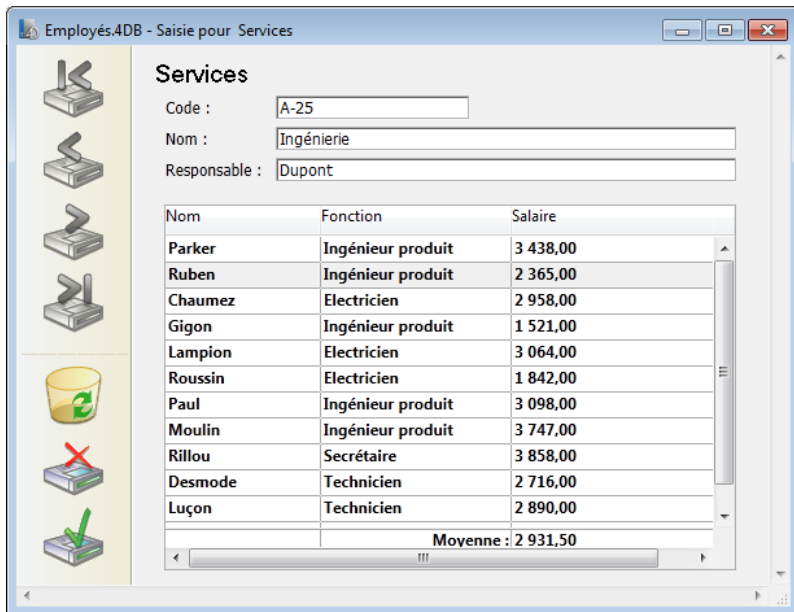 Employés.4DB - Saisie pour Services
Services
Code : A-25
Nom : Ingénierie
Responsable : Dupont
Nom Fonction Salaire
Parker Ingénieur produit 3 438,00
Ruben Ingénieur produit 2 365,00
Chaumez Electricien 2 958,00
Gigon Ingénieur produit 1 521,00
Lampion Electricien 3 064,00
Roussin Electricien 1 842,00
Paul Ingénieur produit 3 098,00
Moulin Ingénieur produit 3 747,00
Rillou Secrétaire 3 858,00
Desmode Technicien 2 716,00
Luçon Technicien 2 890,00
Moyenne : 2 931,50